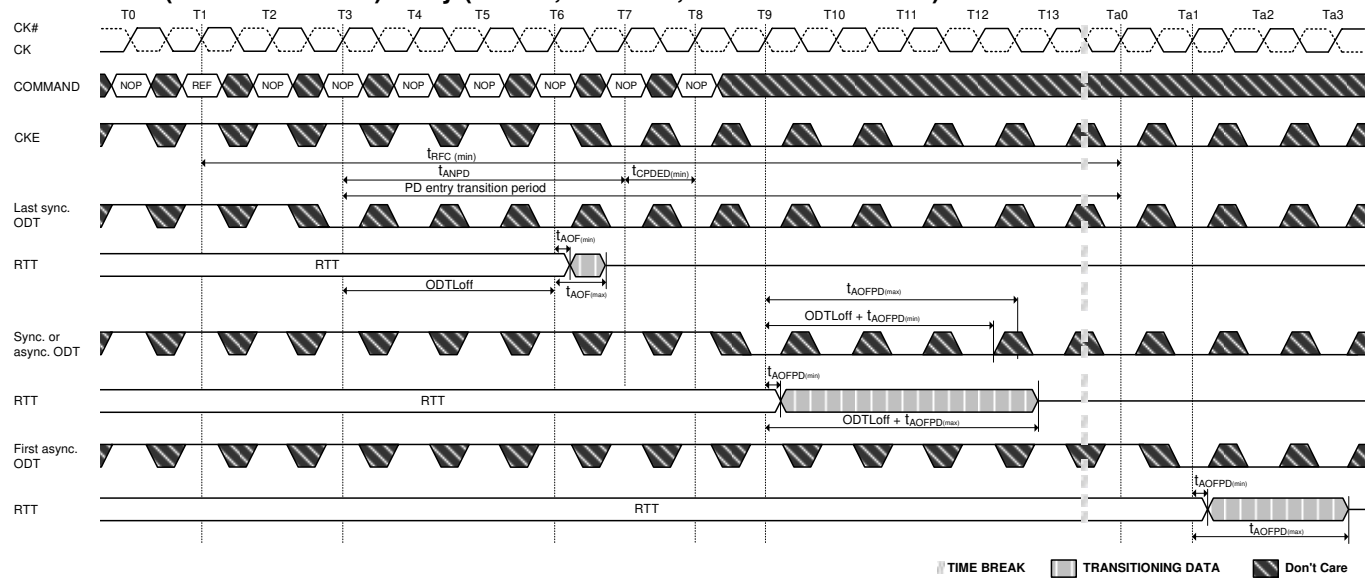 T0 T1 T2 T3 T4 T5 T6 T7 T8 T9 T10 T11 T12 T13 Ta0 Ta1 Ta2 Ta3
CK#
CK
COMMAND NOP REF NOP NOP NOP NOP NOP NOP NOP
CKE
tRFC (min)
tANPD tCPDED(min)
PD entry transition period
Last sync.
ODT
tAOF(min)
RTT RTT
ODTLoff tAOF(max)
tAOFPD(max)
ODTLoff + tAOFPD(min)
Sync. or
async. ODT
tAOFPD(min)
RTT RTT
ODTLoff + tAOFPD(max)
First async.
ODT
tAOFPD(min)
RTT RTT
tAOFPD(max)
TIME BREAK TRANSITIONING DATA Don't Care